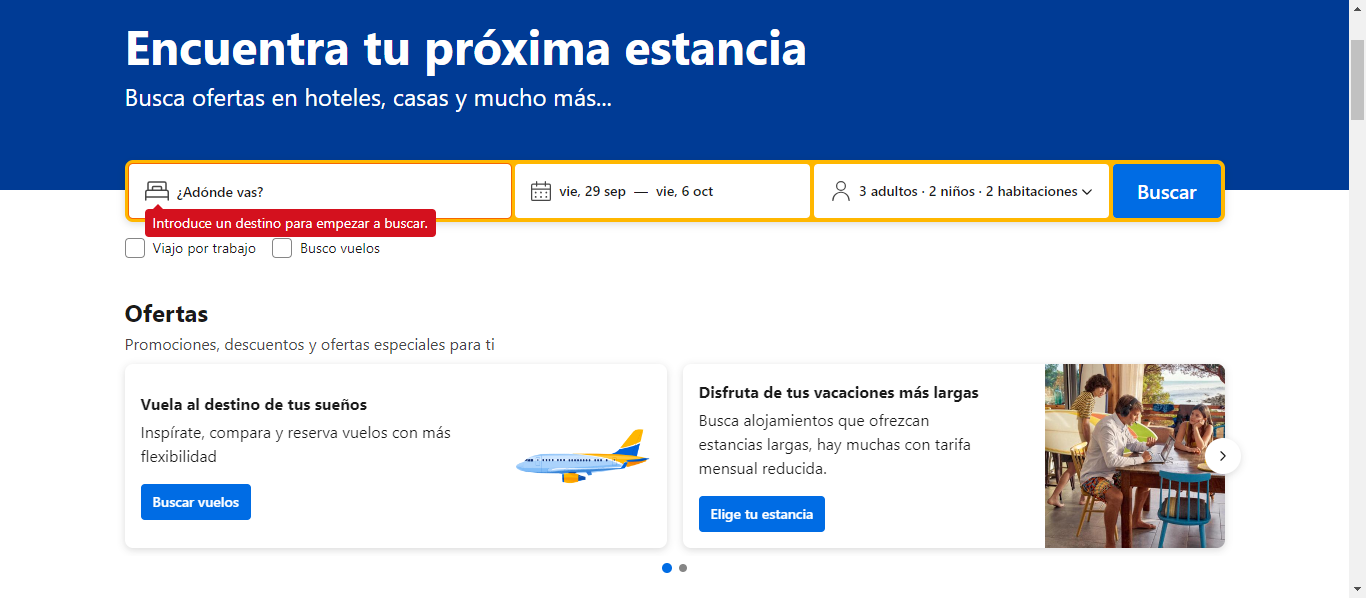 Encuentra tu próxima estancia
Busca ofertas en hoteles, casas y mucho más...
¿Adónde vas?
vie, 29 sep — vie, 6 oct
3 adultos · 2 niños · 2 habitaciones
Buscar
Introduce un destino para empezar a buscar.
Viajo por trabajo
Busco vuelos
Ofertas
Promociones, descuentos y ofertas especiales para ti
Vuela al destino de tus sueños
Inspírate, compara y reserva vuelos con más
flexibilidad
Buscar vuelos
Disfruta de tus vacaciones más largas
Busca alojamientos que ofrezcan
estancias largas, hay muchas con tarifa
mensual reducida.
Elige tu estancia